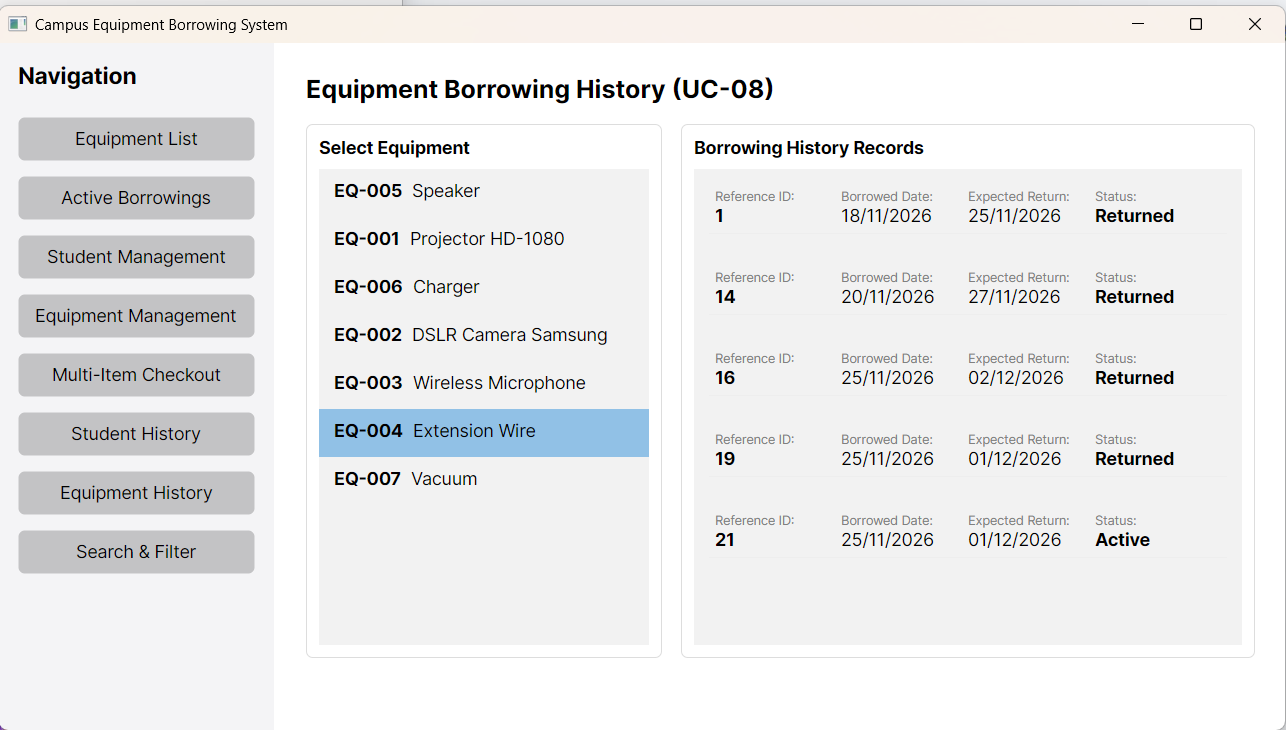 Campus Equipment Borrowing System
Navigation
Equipment List
Active Borrowings
Student Management
Equipment Management
Multi-Item Checkout
Student History
Equipment History
Search & Filter
Equipment Borrowing History (UC-08)
Select Equipment
EQ-005 Speaker
EQ-001 Projector HD-1080
EQ-006 Charger
EQ-002 DSLR Camera Samsung
EQ-003 Wireless Microphone
EQ-004 Extension Wire
EQ-007 Vacuum
Borrowing History Records
Reference ID: Borrowed Date: Expected Return: Status:
1 18/11/2026 25/11/2026 Returned
Reference ID: Borrowed Date: Expected Return: Status:
14 20/11/2026 27/11/2026 Returned
Reference ID: Borrowed Date: Expected Return: Status:
16 25/11/2026 02/12/2026 Returned
Reference ID: Borrowed Date: Expected Return: Status:
19 25/11/2026 01/12/2026 Returned
Reference ID: Borrowed Date: Expected Return: Status:
21 25/11/2026 01/12/2026 Active